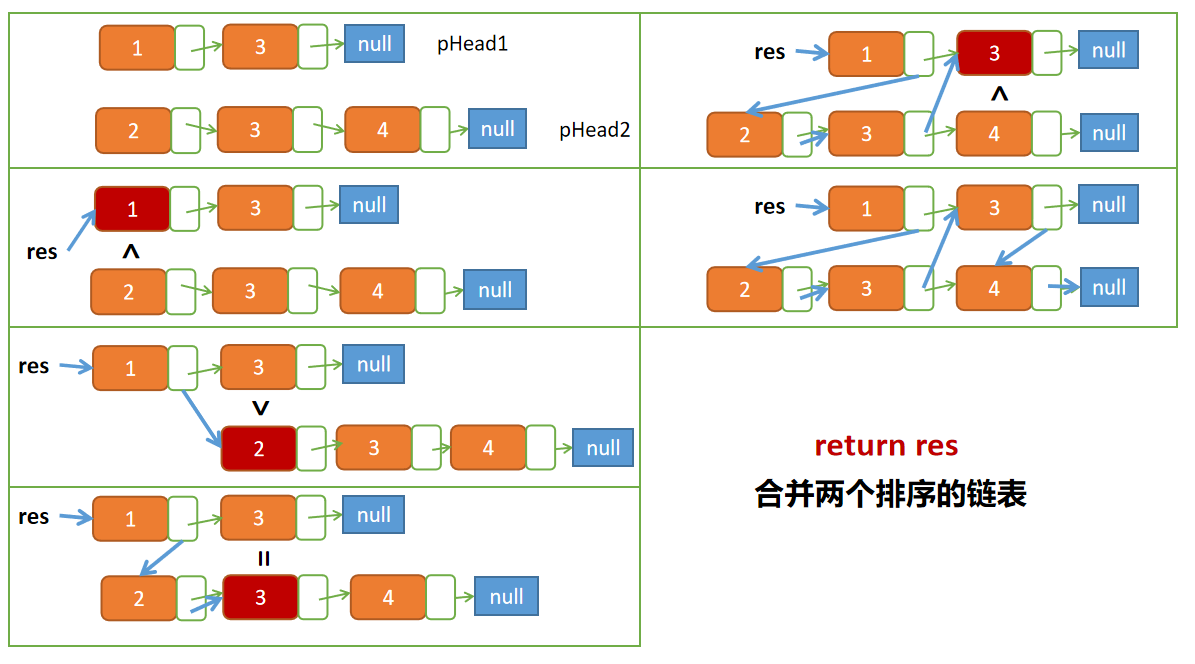 1 3 null pHead1
2 3 4 null pHead2
1 3 null
res
^
2 3 4 null
res 1 3 null
v
2 3 4 null
res 1 3 null
=
2 3 4 null
res 1 3 null
^
2 3 4 null
res 1 3 null
2 3 4 null
return res
合并两个排序的链表